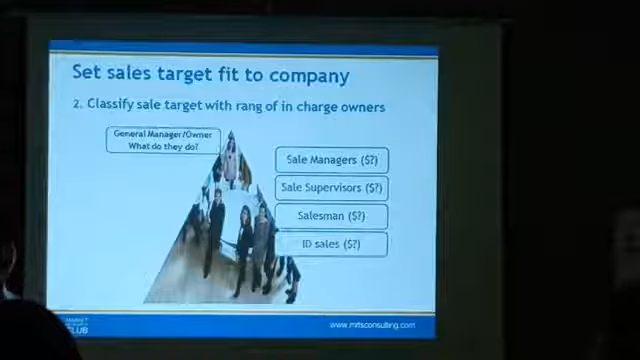 Set sales target fit to company
2. Classify sale target with rang of in charge owners
General Manager/Owner
What do they do?
Sale Managers ($?)
Sale Supervisors ($?)
Salesman ($?)
ID sales ($?)
CLUB
www.mitsconsulting.com